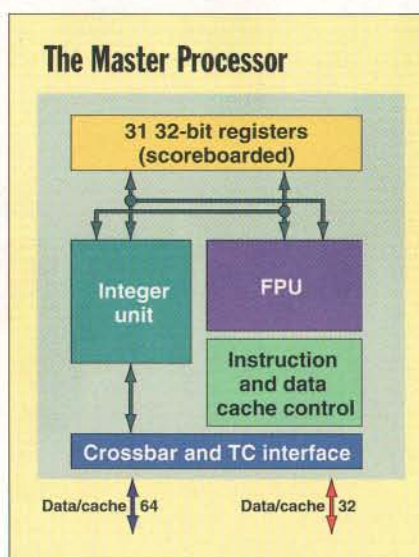 The Master Processor
31 32-bit registers
(scoreboarded)
Integer
unit
FPU
Instruction
and data
cache control
Crossbar and TC interface
Data/cache 64
Data/cache 32